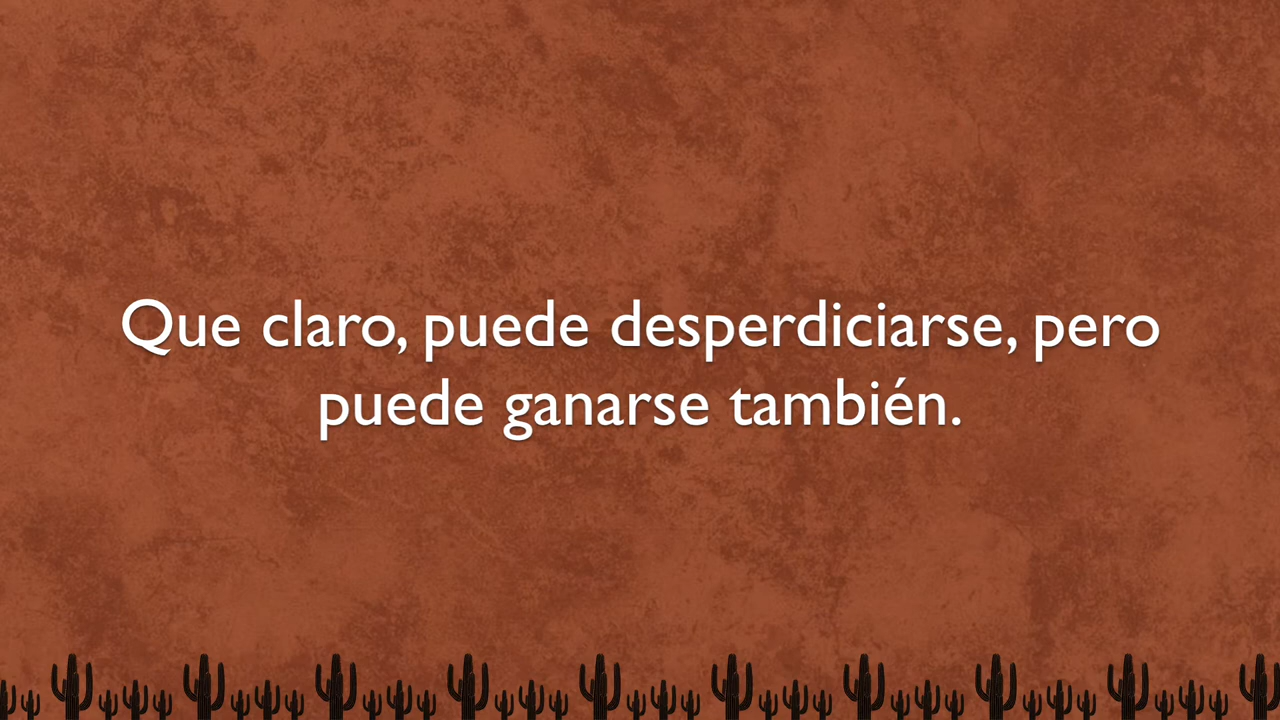 Que claro, puede desperdiciarse, pero
puede ganarse también.